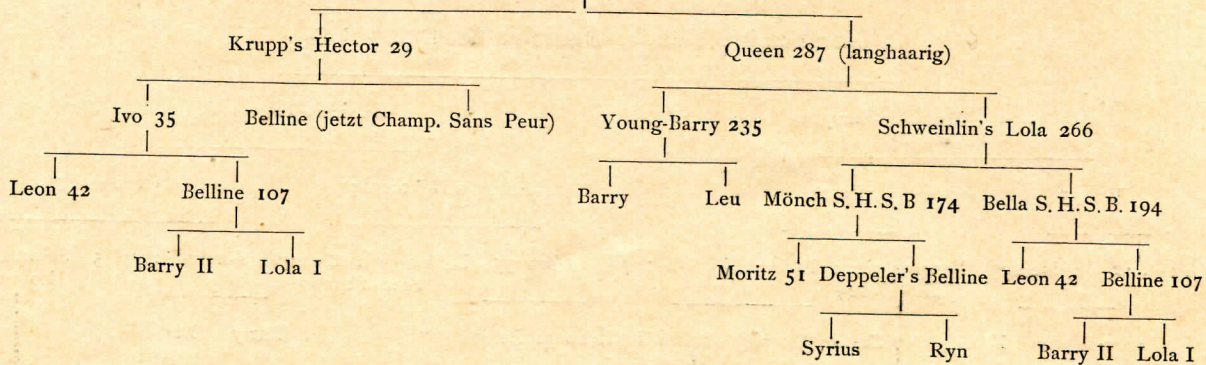 Krupp's Hector 29 Queen 287 (langhaarig)
Ivo 35 Belline (jetzt Champ. Sans Peur) Young-Barry 235 Schweinlin's Lola 266
Leon 42 Belline 107 Barry Leu Mönch S. H. S. B 174 Bella S. H. S. B. 194
Barry II Lola I Moritz 51 Deppeler's Belline Leon 42 Belline 107
Syrius Ryn Barry II Lola I